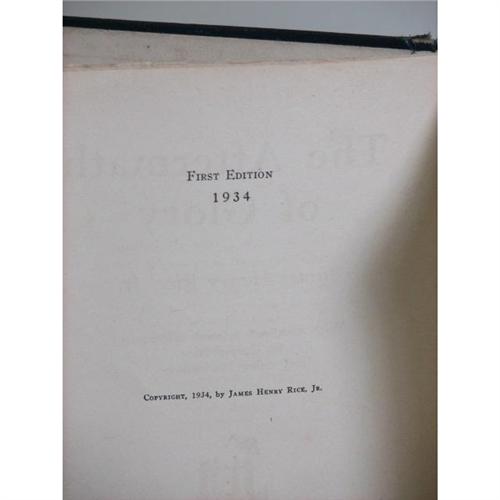 First Edition
1934
Copyright, 1934, by James Henry Rice, Jr.